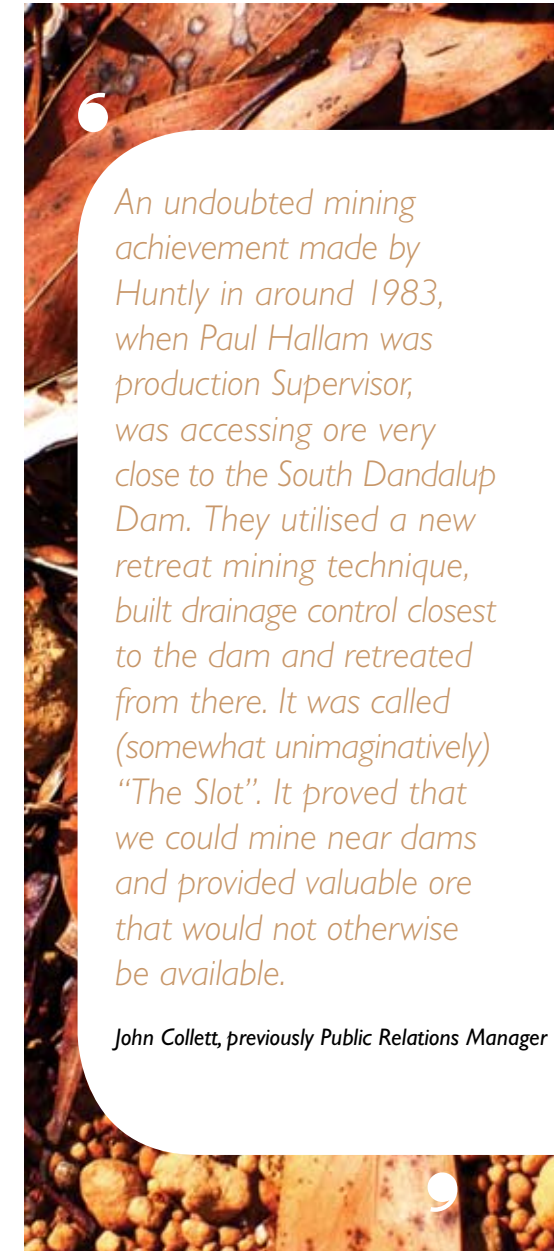 ‘
An undoubted mining
achievement made by
Huntly in around 1983,
when Paul Hallam was
production Supervisor,
was accessing ore very
close to the South Dandalup
Dam. They utilised a new
retreat mining technique,
built drainage control closest
to the dam and retreated
from there. It was called
(somewhat unimaginatively)
“The Slot”. It proved that
we could mine near dams
and provided valuable ore
that would not otherwise
be available.
John Collett, previously Public Relations Manager
’